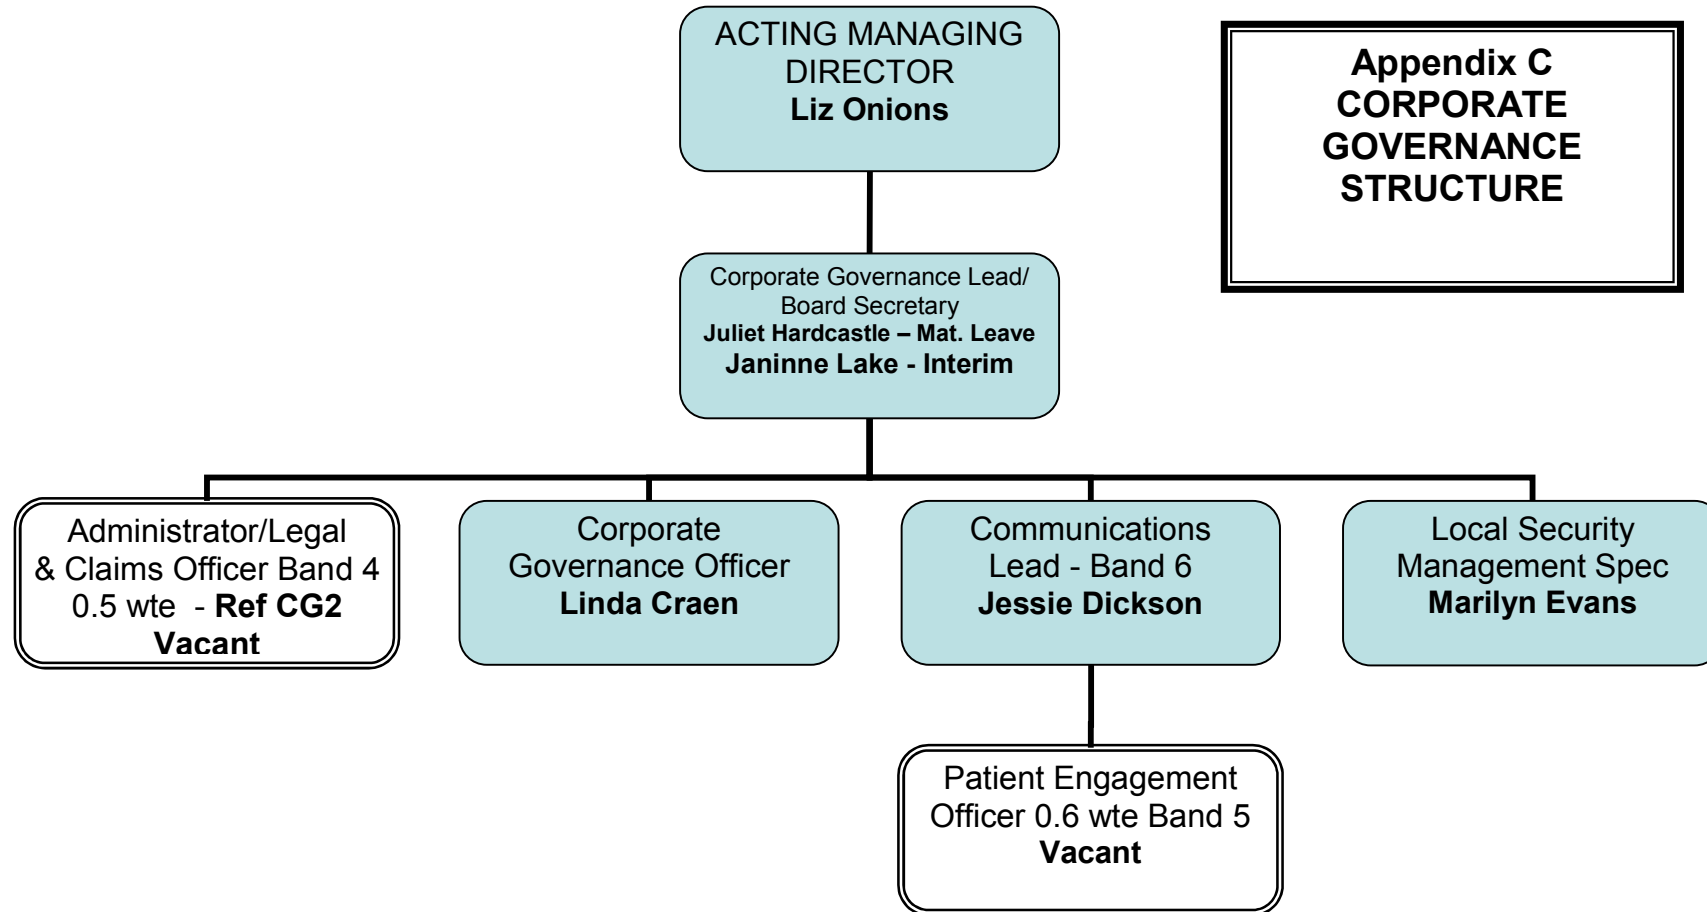 ACTING MANAGING
DIRECTOR
Liz Onions
Appendix C
CORPORATE
GOVERNANCE
STRUCTURE
Corporate Governance Lead/
Board Secretary
Juliet Hardcastle – Mat. Leave
Janinne Lake - Interim
Administrator/Legal
& Claims Officer Band 4
0.5 wte  - Ref CG2
Vacant
Corporate
Governance Officer
Linda Craen
Communications
Lead - Band 6
Jessie Dickson
Local Security
Management Spec
Marilyn Evans
Patient Engagement
Officer 0.6 wte Band 5
Vacant